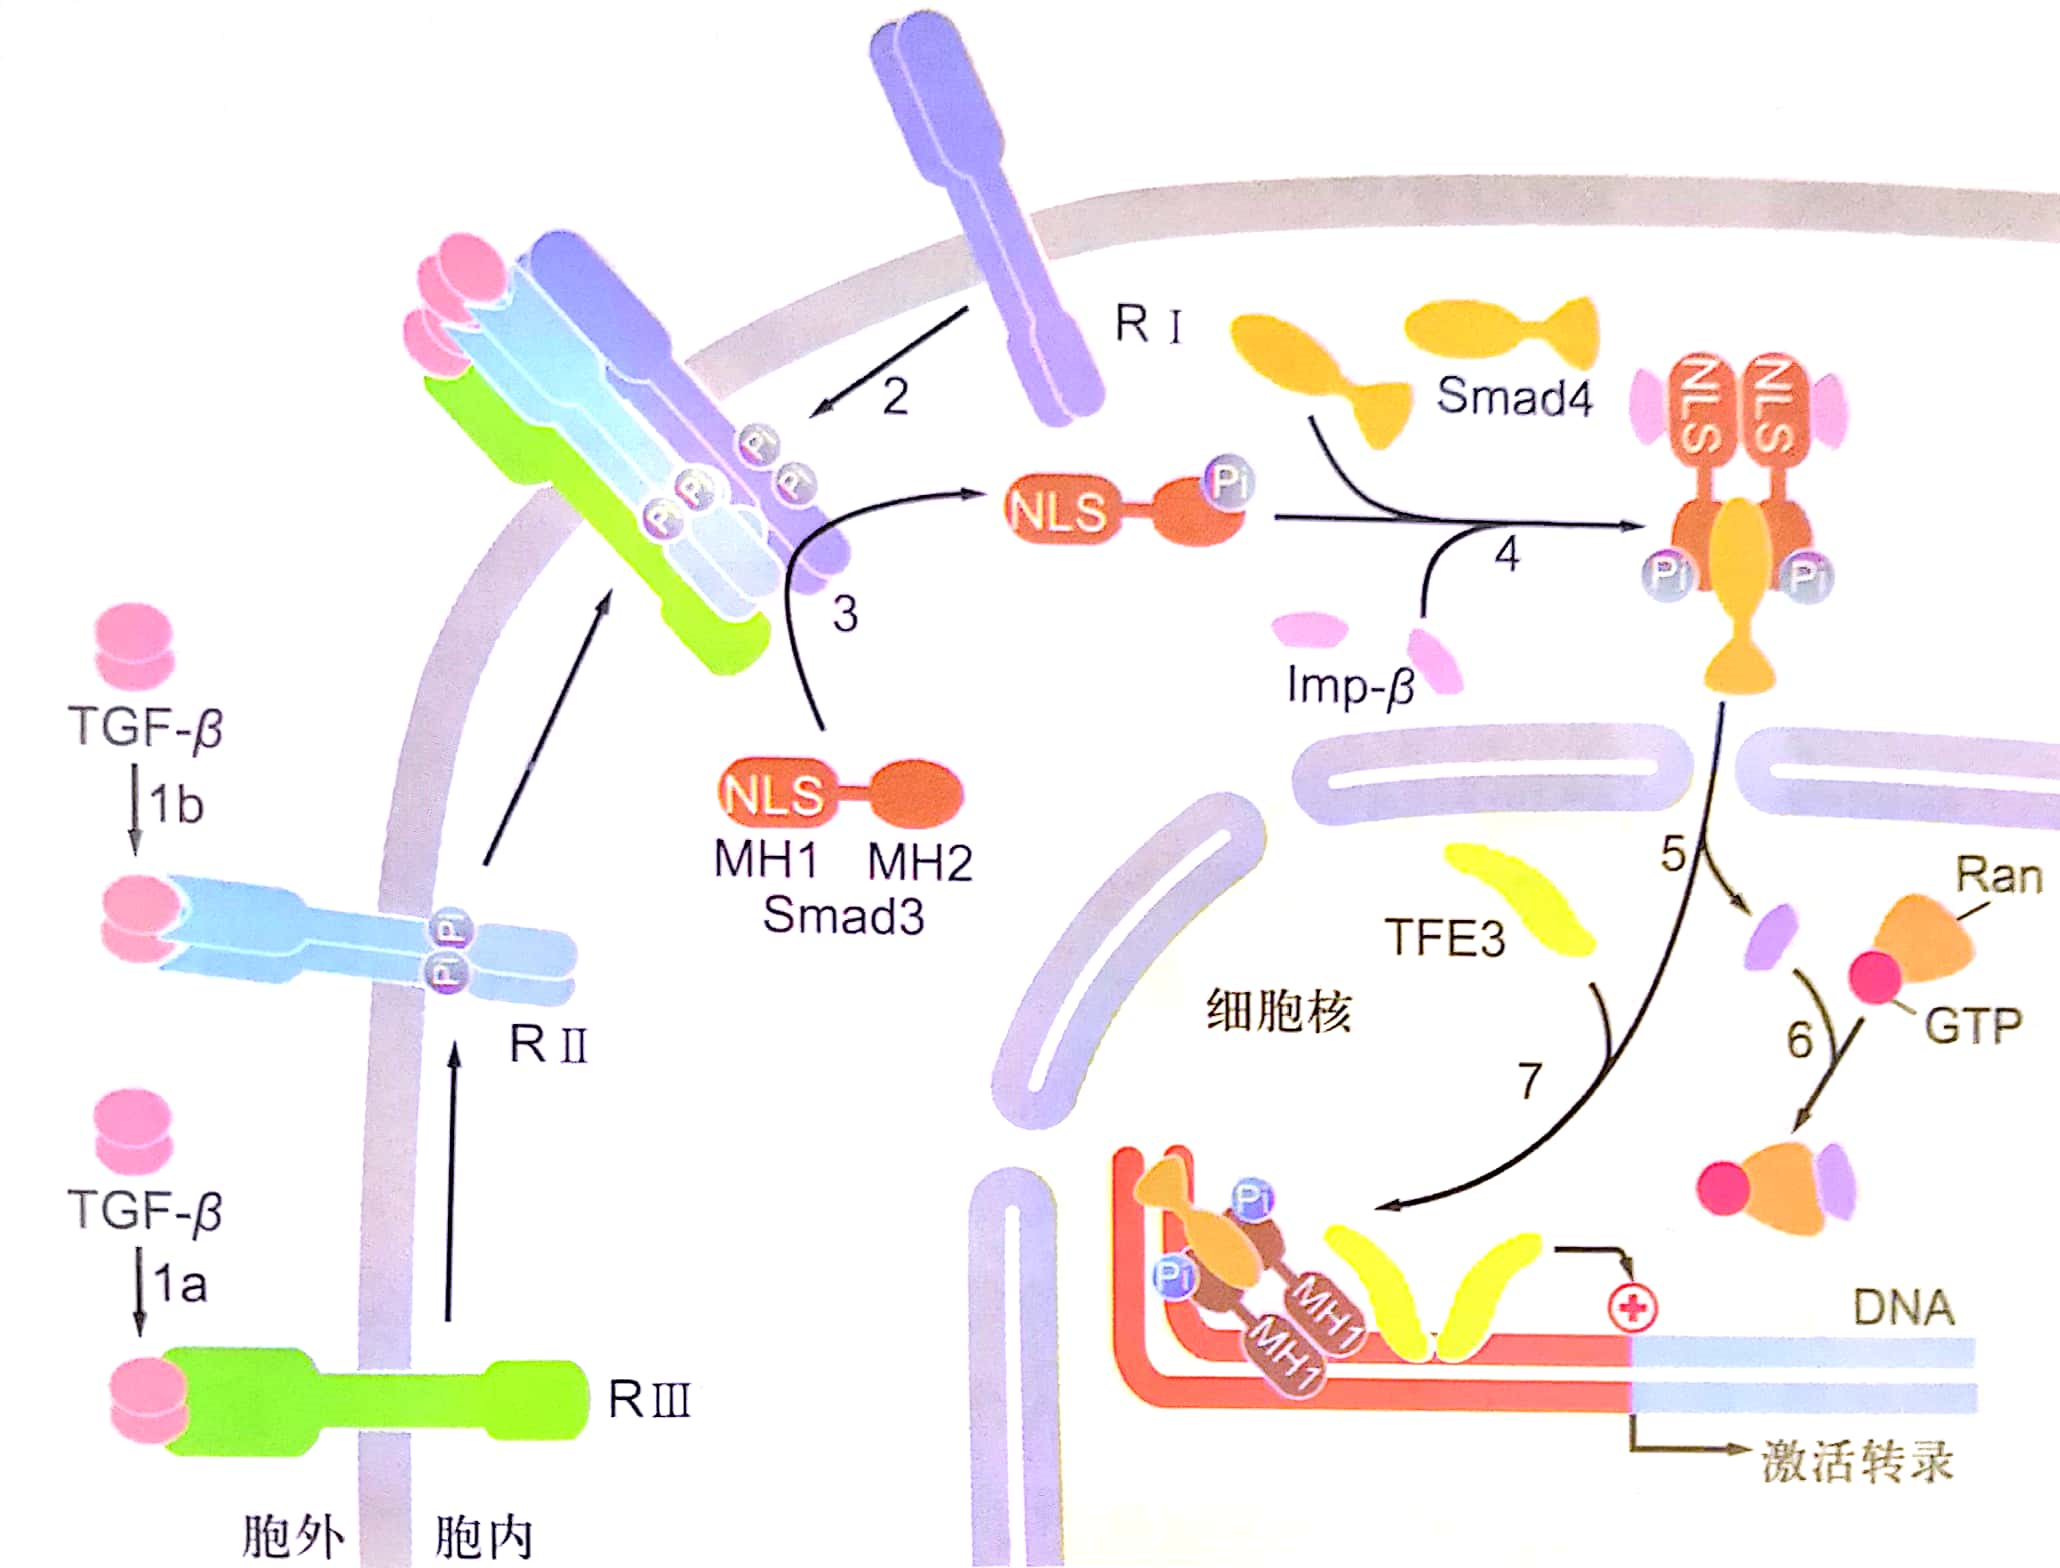 R Ⅰ
2
Smad4
NLS
NLS
Pi
Pi
Pi
Pi
NLS
Pi
4
Pi
Pi
3
Imp-β
TGF-β
1b
NLS
MH1 MH2
Smad3
Pi
Pi
R Ⅱ
5
Ran
TFE3
GTP
细胞核
6
7
TGF-β
1a
Pi
Pi
MH1
MH1
DNA
RⅢ
激活转录
胞外
胞内